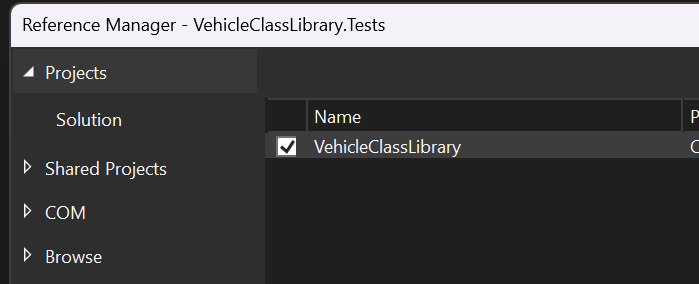 Reference Manager - VehicleClassLibrary.Tests
Projects
Solution
Shared Projects
COM
Browse
Name
VehicleClassLibrary